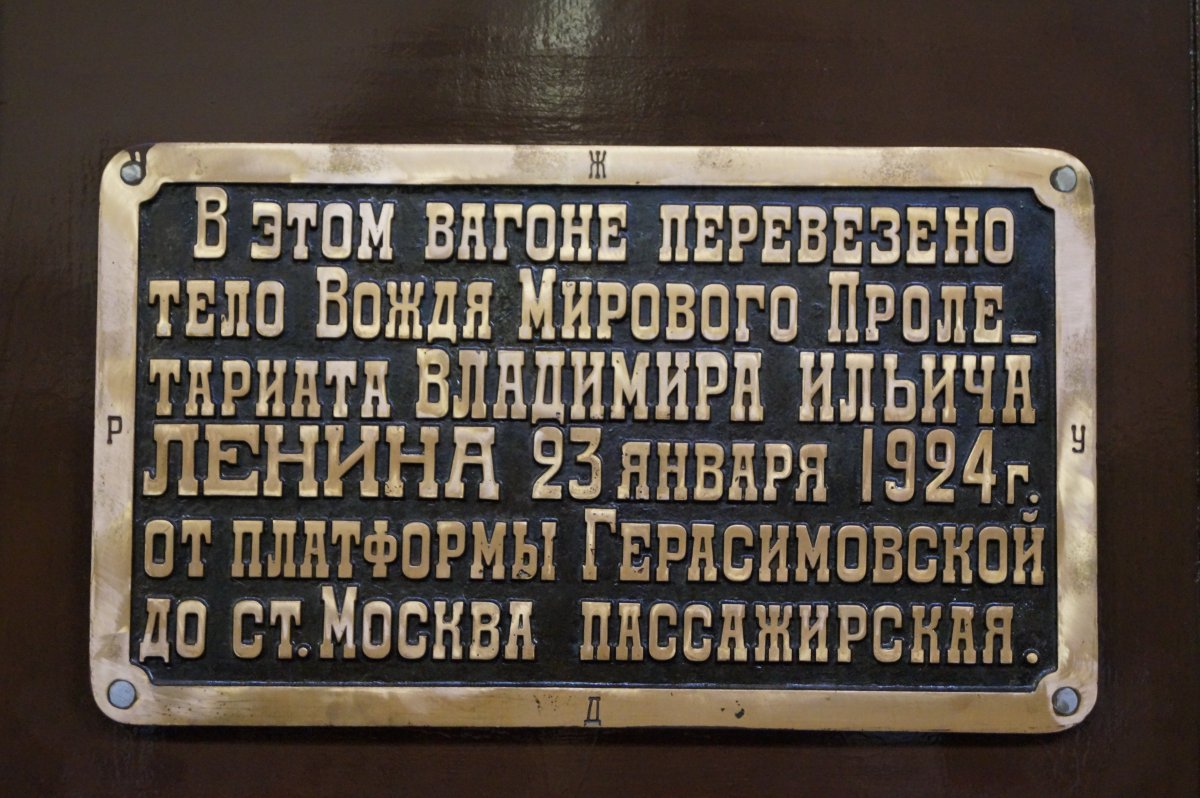 Ж
В этом вагоне перевезено
тело Вождя Мирового Проле_
тариата ВЛАДИМИРА ИЛЬИЧА
ЛЕНИНА 23 января 1924 г.
от платформы Герасимовской
до ст. Москва пассажирская.
Р
У
Д